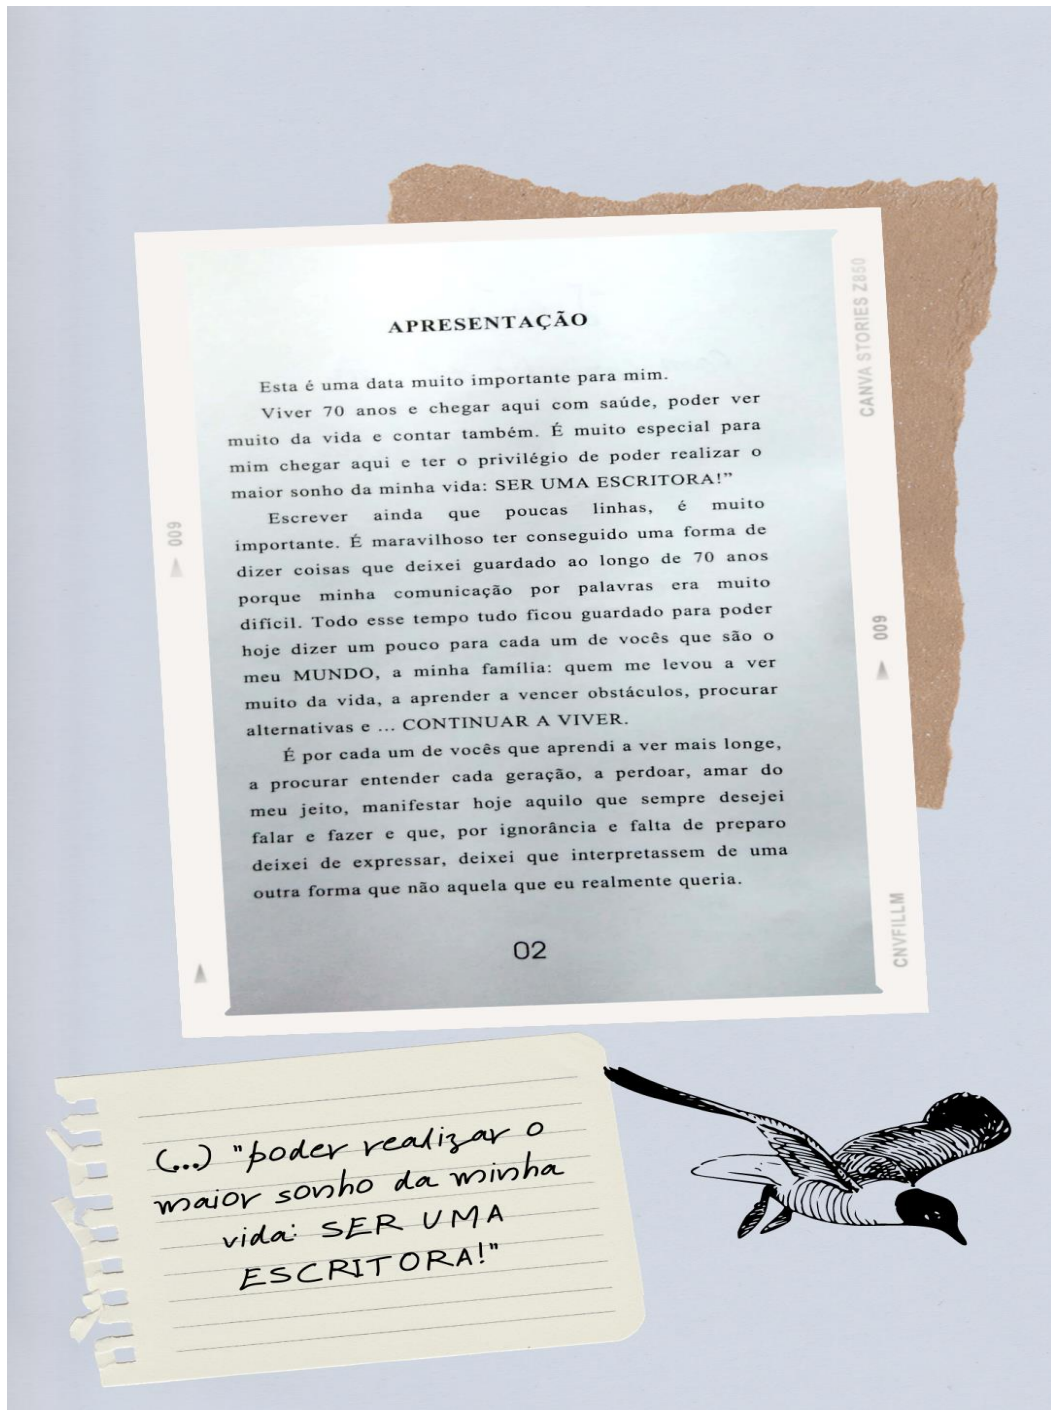 APRESENTAÇÃO
Esta é uma data muito importante para mim.
Viver 70 anos e chegar aqui com saúde, poder ver
muito da vida e contar também. É muito especial para
mim chegar aqui e ter o privilégio de poder realizar o
maior sonho da minha vida: SER UMA ESCRITORA!”
Escrever ainda que poucas linhas, é muito
importante. É maravilhoso ter conseguido uma forma de
dizer coisas que deixei guardado ao longo de 70 anos
porque minha comunicação por palavras era muito
difícil. Todo esse tempo tudo ficou guardado para poder
hoje dizer um pouco para cada um de vocês que são o
meu MUNDO, a minha família: quem me levou a ver
muito da vida, a aprender a vencer obstáculos, procurar
alternativas e ... CONTINUAR A VIVER.
É por cada um de vocês que aprendi a ver mais longe,
a procurar entender cada geração, a perdoar, amar do
meu jeito, manifestar hoje aquilo que sempre desejei
falar e fazer e que, por ignorância e falta de preparo
deixei de expressar, deixei que interpretassem de uma
outra forma que não aquela que eu realmente queria.
02
CANVA STORIES Z850
009
009
CNVFILLM
(...) "poder realizar o
maior sonho da minha
vida: SER UMA
ESCRITORA!"